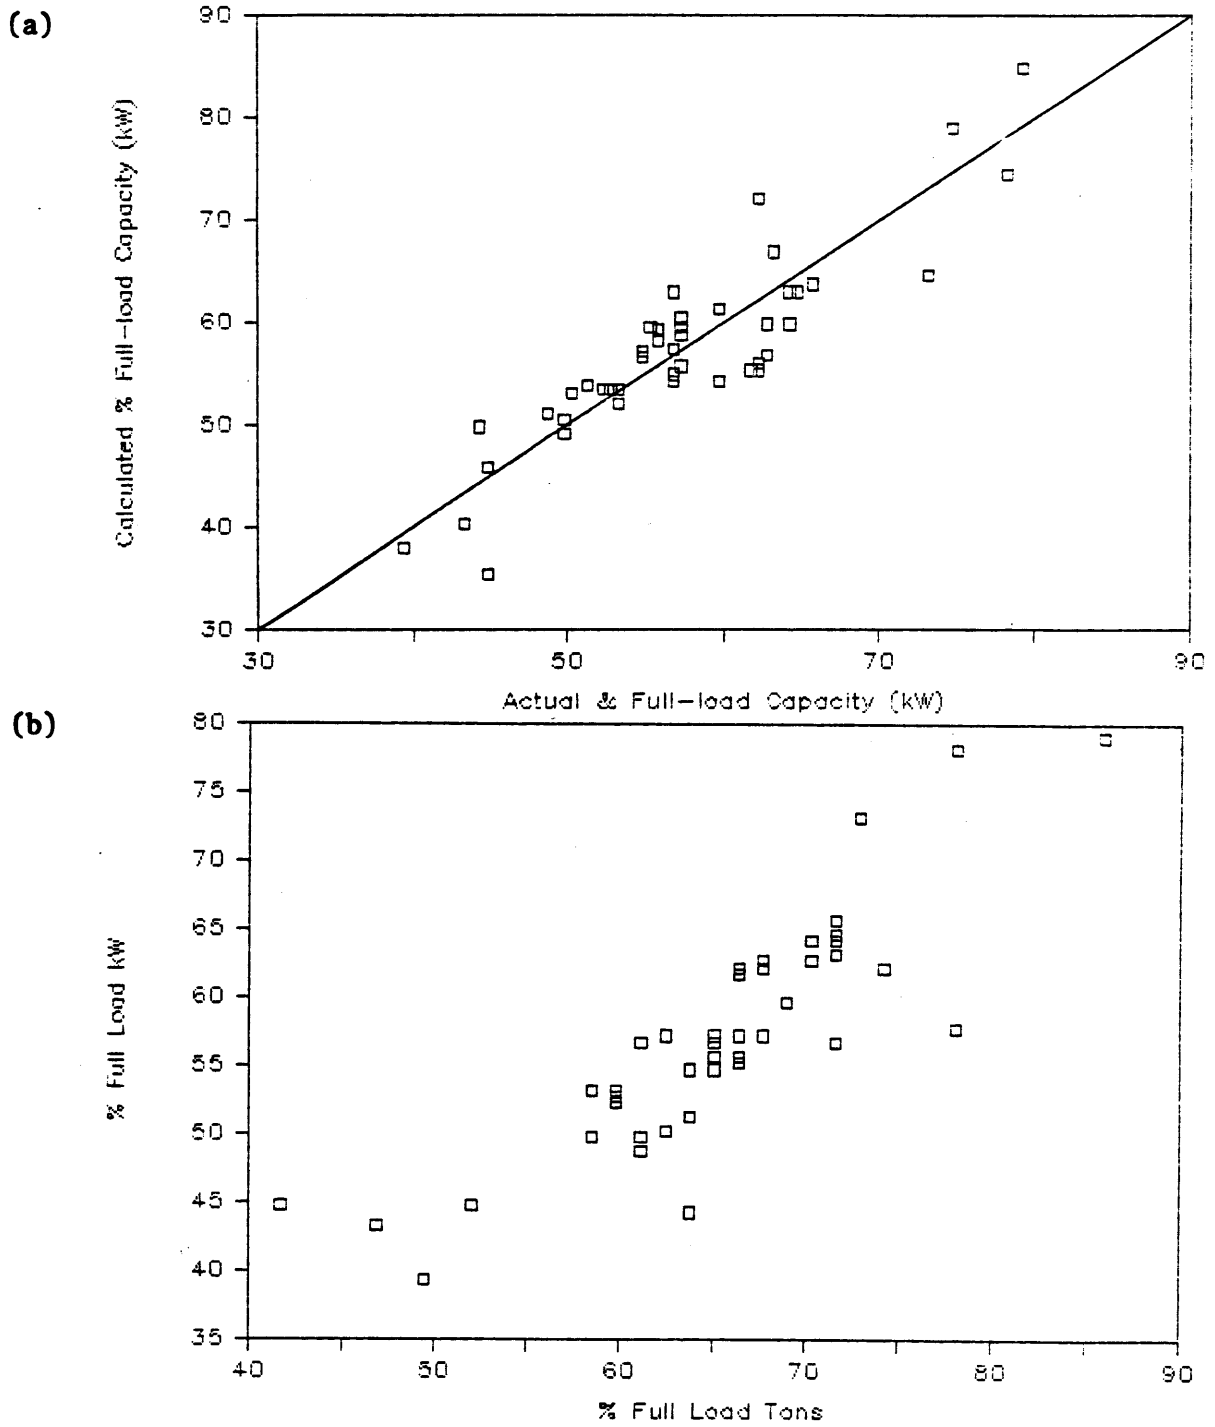 (a)
90
80
70
60
50
40
30
Calculated % Full-load Capacity (kW)
30 50 70 90
Actual & Full-load Capacity (kW)
(b)
80
75
70
65
60
55
50
45
40
35
% Full Load kW
40 50 60 70 80 90
% Full Load Tons